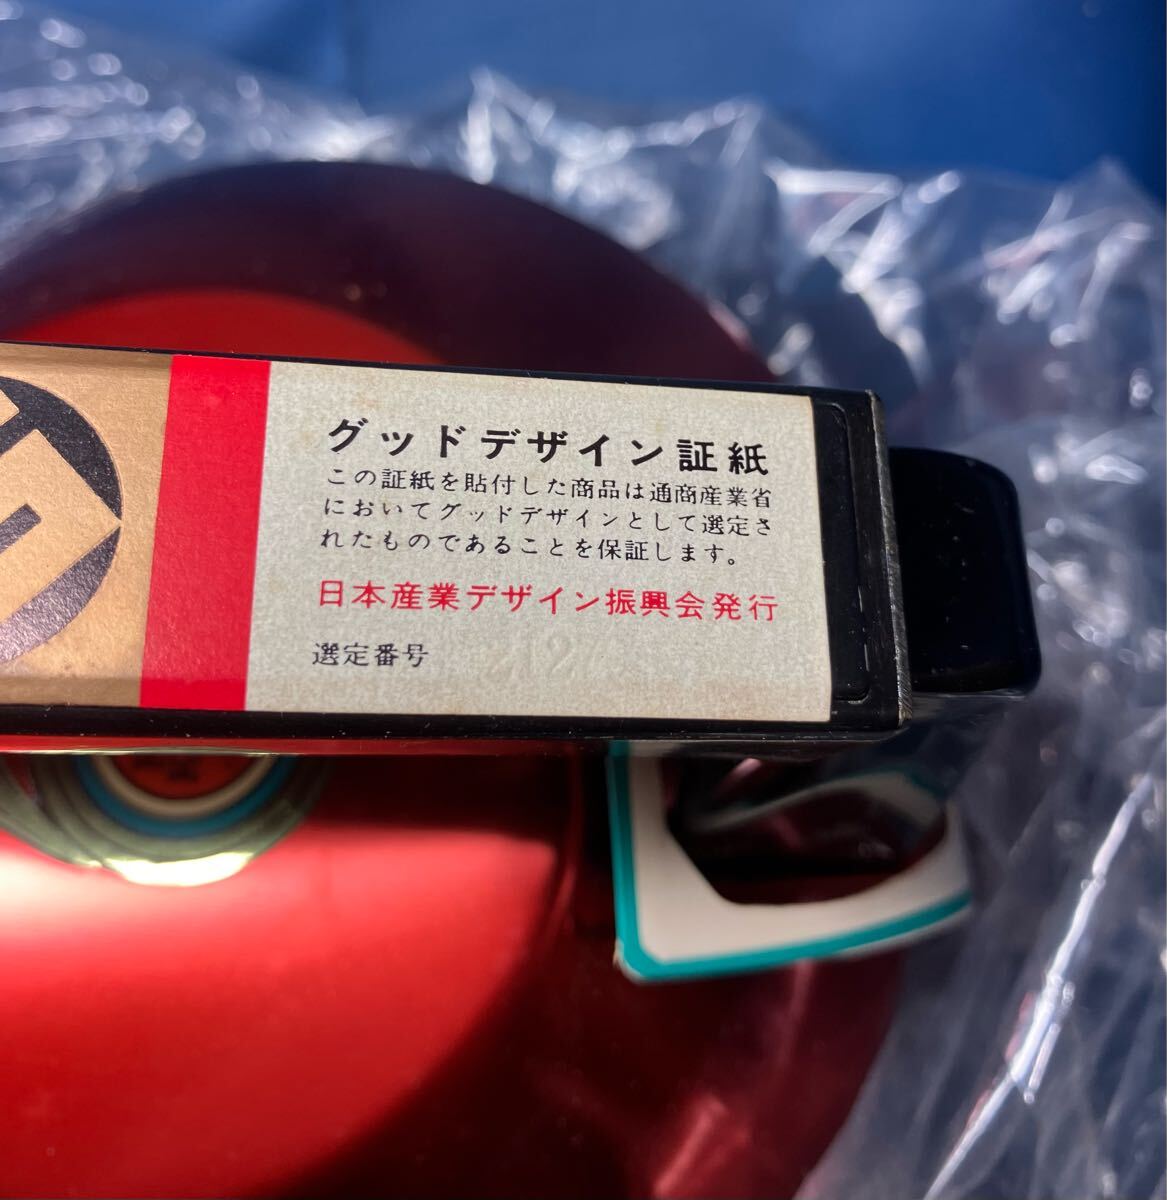 グッドデザイン証紙
この証紙を貼付した商品は通商産業省
においてグッドデザインとして選定さ
れたものであることを保証します。
日本産業デザイン振興会発行
選定番号